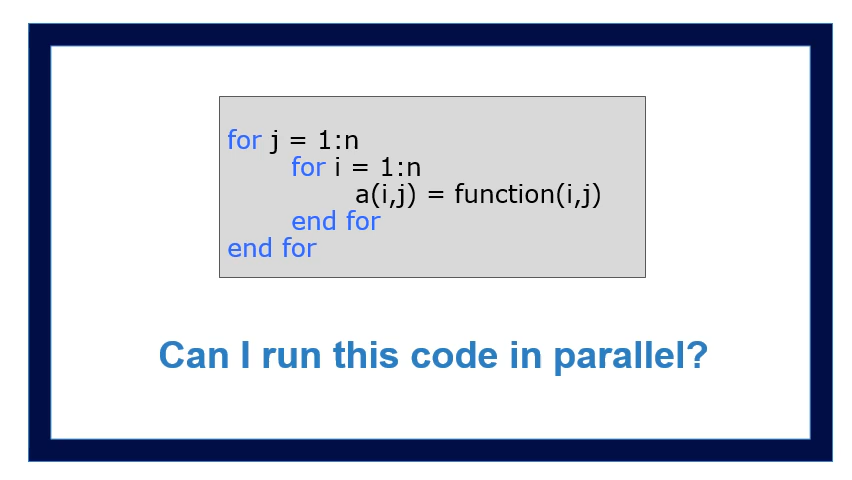 for j = 1:n
for i = 1:n
a(i,j) = function(i,j)
end for
end for
Can I run this code in parallel?